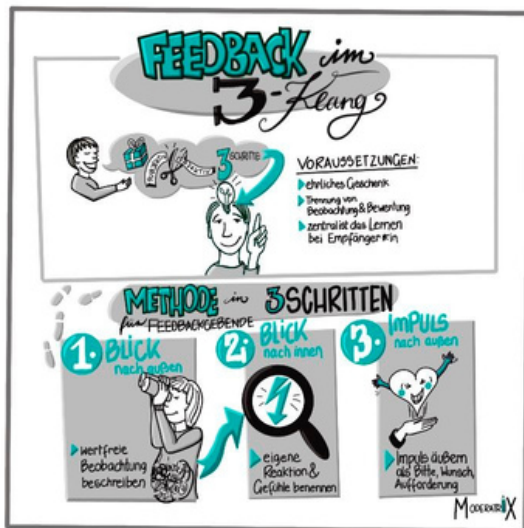 FEEDBACK im
3-Klang
3 SCHRITTE
VORAUSSETZUNGEN:
ehrliches Geschenk
Trennung von
Beobachtung & Bewertung
zentral ist das Lernen
bei Empfänger*in
METHODE in 3 SCHRITTEN
für FEEDBACKGEBENDE
1. BLICK
nach außen
wertfreie
Beobachtung
beschreiben
2. BLICK
nach innen
eigene
Reaktion &
Gefühle benennen
3. IMPULS
nach außen
Impuls äußern
als Bitte, Wunsch,
Aufforderung
MODERATRIX